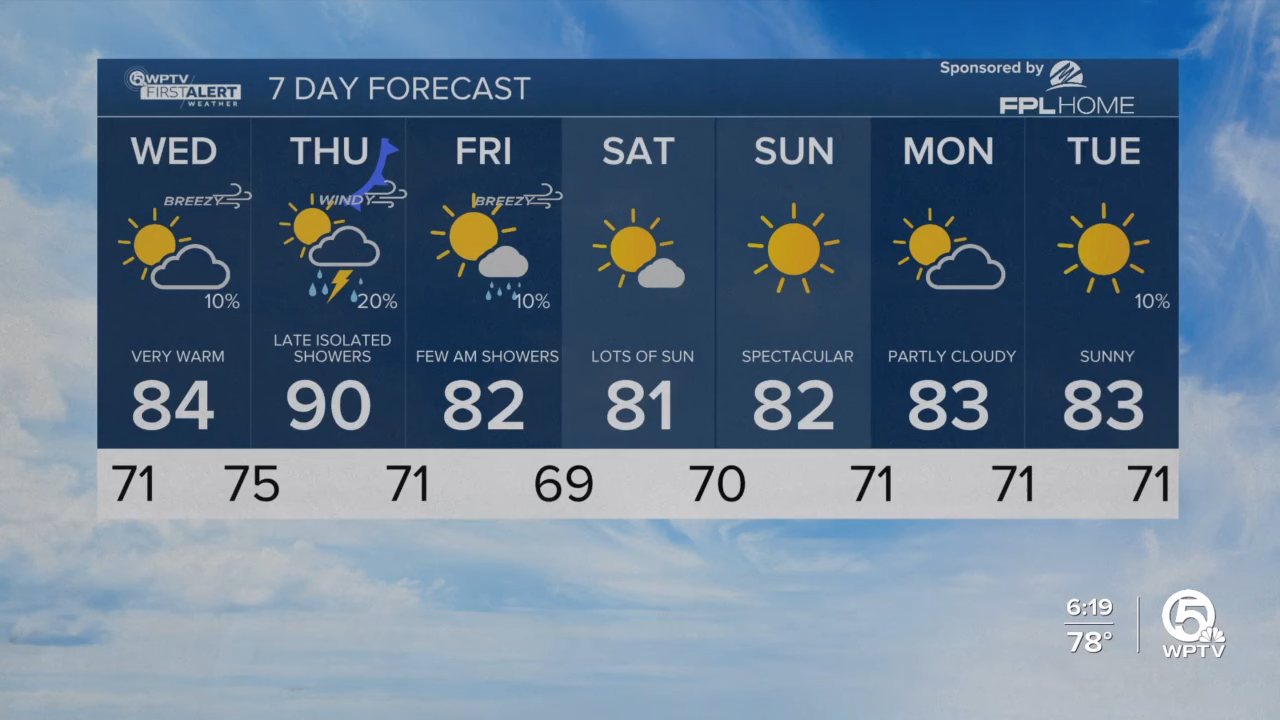 5 WPTV
FIRST ALERT
WEATHER
7 DAY FORECAST
Sponsored by
FPL HOME
WED THU FRI SAT SUN MON TUE
BREEZY WINDY BREEZY
10% 20% 10% 10%
VERY WARM LATE ISOLATED SHOWERS FEW AM SHOWERS LOTS OF SUN SPECTACULAR PARTLY CLOUDY SUNNY
84 90 82 81 82 83 83
71 75 71 69 70 71 71 71
6:19
78°
5
WPTV